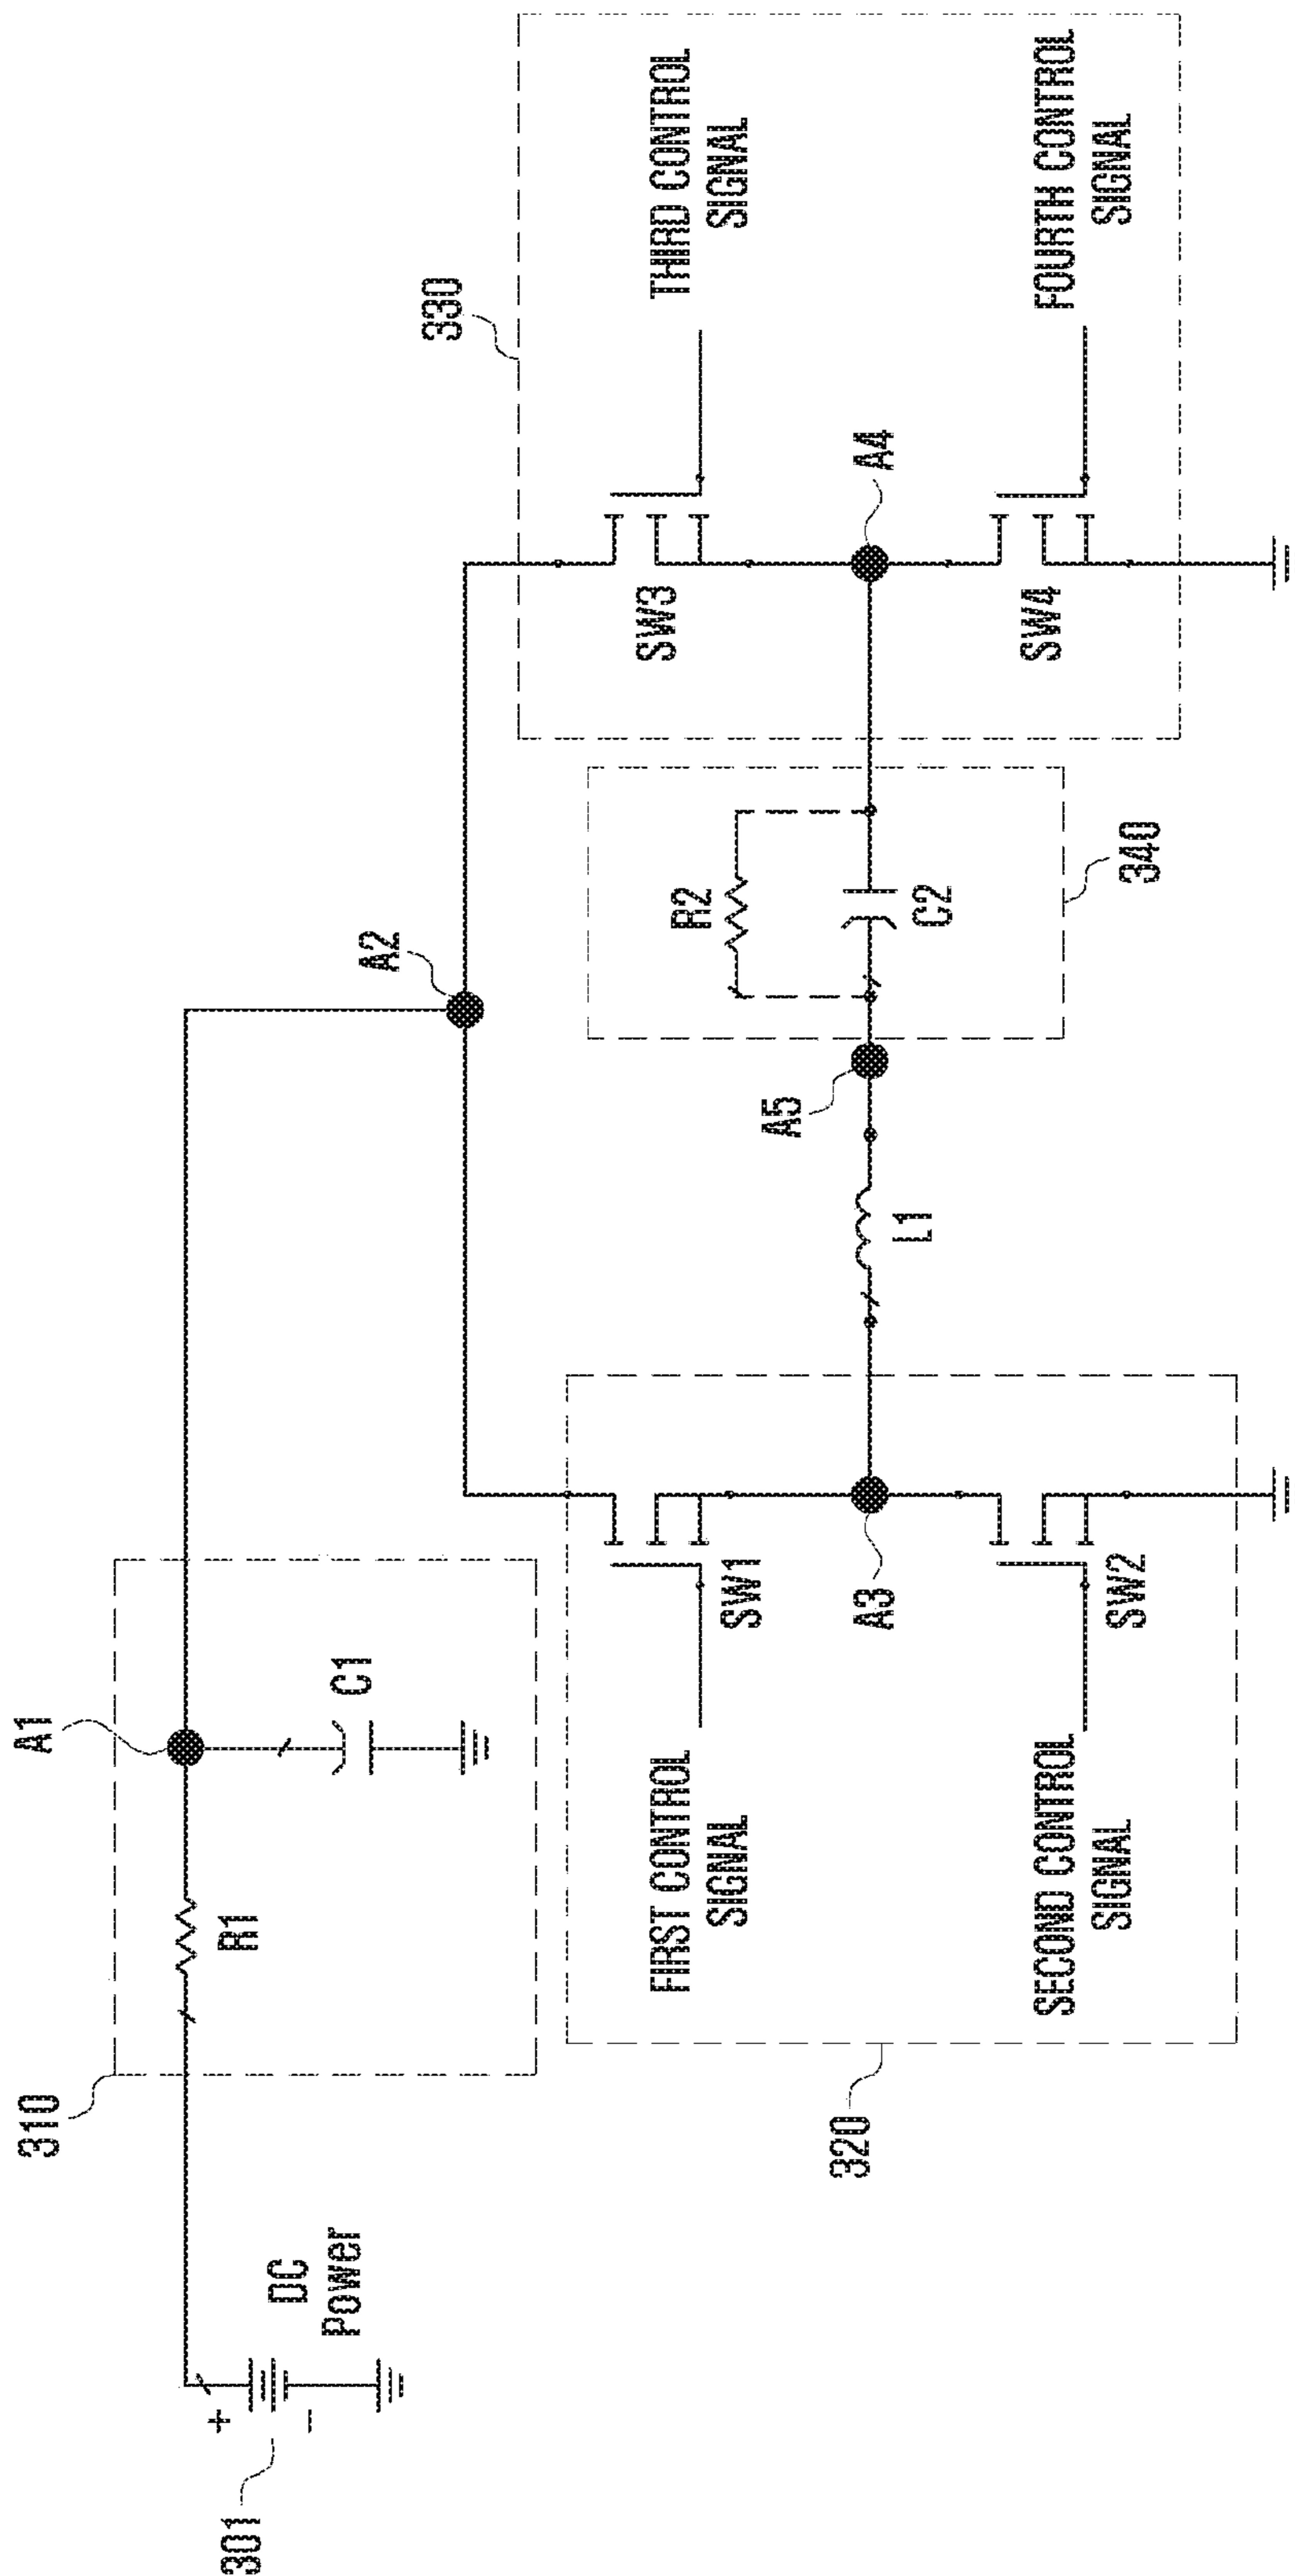 301
+
−
DC
Power
310
R1
A1
C1
A2
320
FIRST CONTROL
SIGNAL
SW1
A3
SECOND CONTROL
SIGNAL
SW2
L1
A5
R2
C2
340
330
SW3
THIRD CONTROL
SIGNAL
A4
SW4
FOURTH CONTROL
SIGNAL